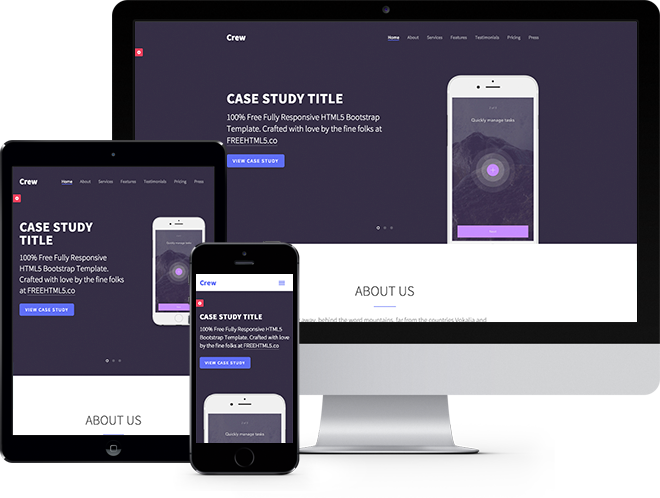 Crew
Home About Services Features Testimonials Pricing Press
CASE STUDY TITLE
100% Free Fully Responsive HTML5 Bootstrap
Template. Crafted with love by the fine folks at
FREEHTML5.co
VIEW CASE STUDY
Quickly manage tasks
ABOUT US
away, behind the word mountains, far from the countries Vokalia and
Crew
Home About Services Features Testimonials Pricing Press
CASE STUDY
TITLE
100% Free Fully Responsive
HTML5 Bootstrap Template.
Crafted with love by the fine folks
at FREEHTML5.co
VIEW CASE STUDY
Quickly manage tasks
ABOUT US
Crew
CASE STUDY TITLE
100% Free Fully Responsive HTML5
Bootstrap Template. Crafted with love
by the fine folks at FREEHTML5.co
VIEW CASE STUDY
Quickly manage tasks